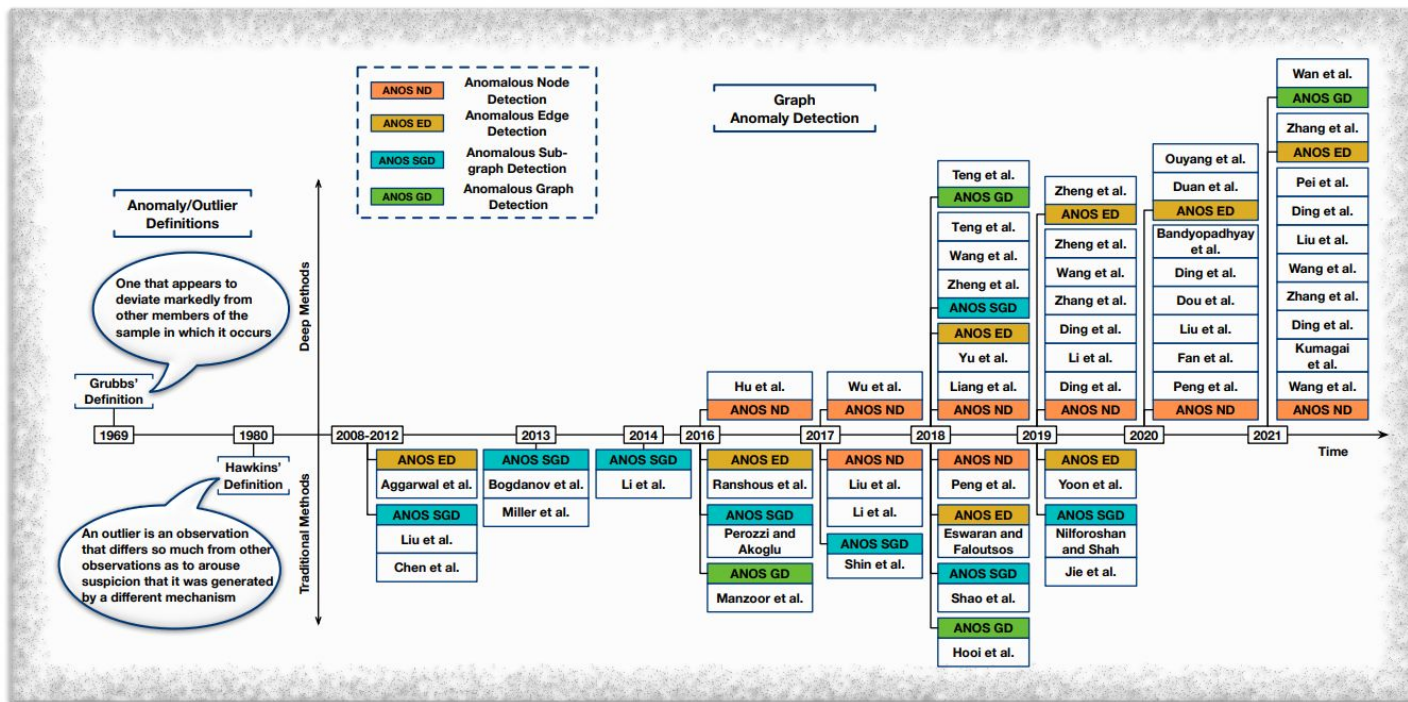 ANOS ND
Anomalous Node
Detection
ANOS ED
Anomalous Edge
Detection
ANOS SGD
Anomalous Sub-
graph Detection
ANOS GD
Anomalous Graph
Detection
Graph
Anomaly Detection
Anomaly/Outlier
Definitions
One that appears to
deviate markedly from
other members of the
sample in which it occurs
Grubbs'
Definition
Hawkins'
Definition
An outlier is an observation
that differs so much from other
observations as to arouse
suspicion that it was generated
by a different mechanism
Deep Methods
Traditional Methods
Hu et al.
ANOS ND
Wu et al.
ANOS ND
Teng et al.
ANOS GD
Teng et al.
Wang et al.
Zheng et al.
ANOS SGD
ANOS ED
Yu et al.
Liang et al.
ANOS ND
Zheng et al.
ANOS ED
Zheng et al.
Wang et al.
Zhang et al.
Ding et al.
Li et al.
Ding et al.
ANOS ND
Ouyang et al.
Duan et al.
ANOS ED
Bandyopadhyay
et al.
Ding et al.
Dou et al.
Liu et al.
Fan et al.
Peng et al.
ANOS ND
Wan et al.
ANOS GD
Zhang et al.
ANOS ED
Pei et al.
Ding et al.
Liu et al.
Wang et al.
Zhang et al.
Ding et al.
Kumagai
et al.
Wang et al.
ANOS ND
1969
1980
2008-2012
2013
2014
2016
2017
2018
2019
2020
2021
Time
ANOS ED
Aggarwal et al.
ANOS SGD
Liu et al.
Chen et al.
ANOS SGD
Bogdanov et al.
Miller et al.
ANOS SGD
Li et al.
ANOS ED
Ranshous et al.
ANOS SGD
Perozzi and
Akoglu
ANOS GD
Manzoor et al.
ANOS ND
Liu et al.
Li et al.
ANOS SGD
Shin et al.
ANOS ND
Peng et al.
ANOS ED
Eswaran and
Faloutsos
ANOS SGD
Shao et al.
ANOS GD
Hooi et al.
ANOS ED
Yoon et al.
ANOS SGD
Nilforoshan
and Shah
Jie et al.